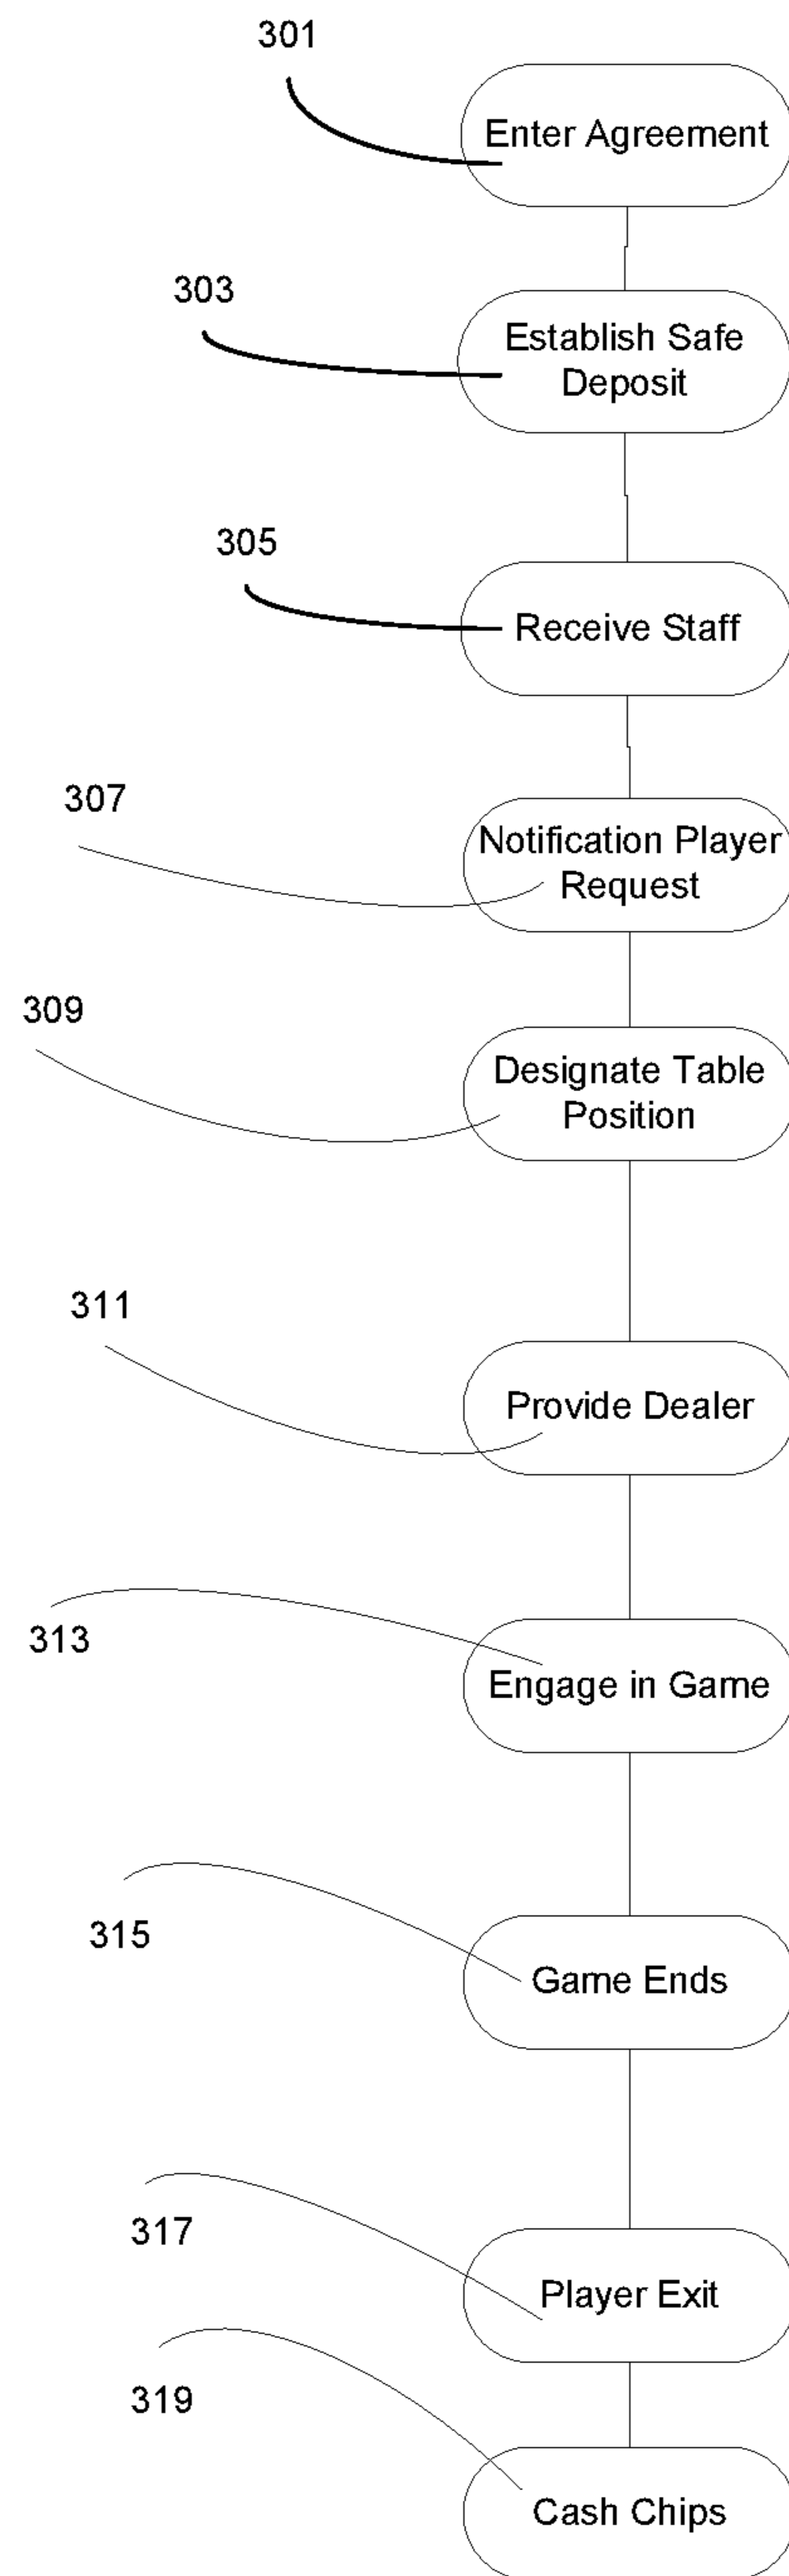 301
Enter Agreement
303
Establish Safe
Deposit
305
Receive Staff
307
Notification Player
Request
309
Designate Table
Position
311
Provide Dealer
313
Engage in Game
315
Game Ends
317
Player Exit
319
Cash Chips